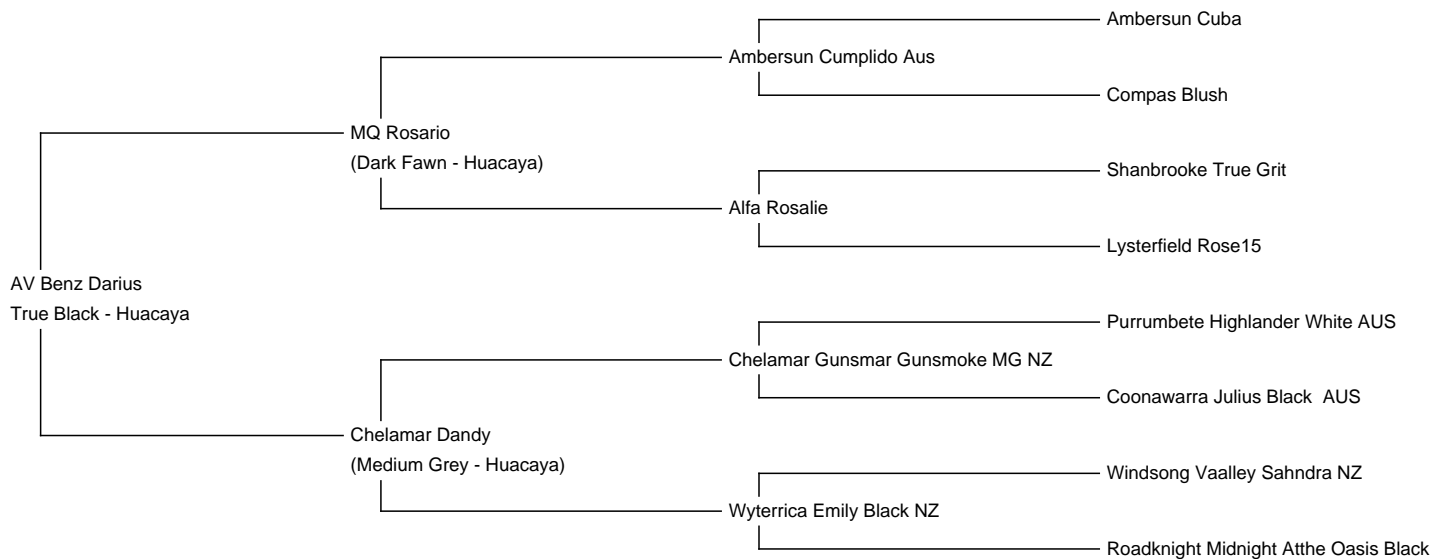 Ambersun Cuba
Ambersun Cumplido Aus
Compas Blush
MQ Rosario
(Dark Fawn - Huacaya)
Shanbrooke True Grit
Alfa Rosalie
Lysterfield Rose15
AV Benz Darius
True Black - Huacaya
Purrumbete Highlander White AUS
Chelamar Gunsmar Gunsmoke MG NZ
Coonawarra Julius Black  AUS
Chelamar Dandy
(Medium Grey - Huacaya)
Windsong Vaalley Sahndra NZ
Wyterrica Emily Black NZ
Roadknight Midnight Atthe Oasis Black